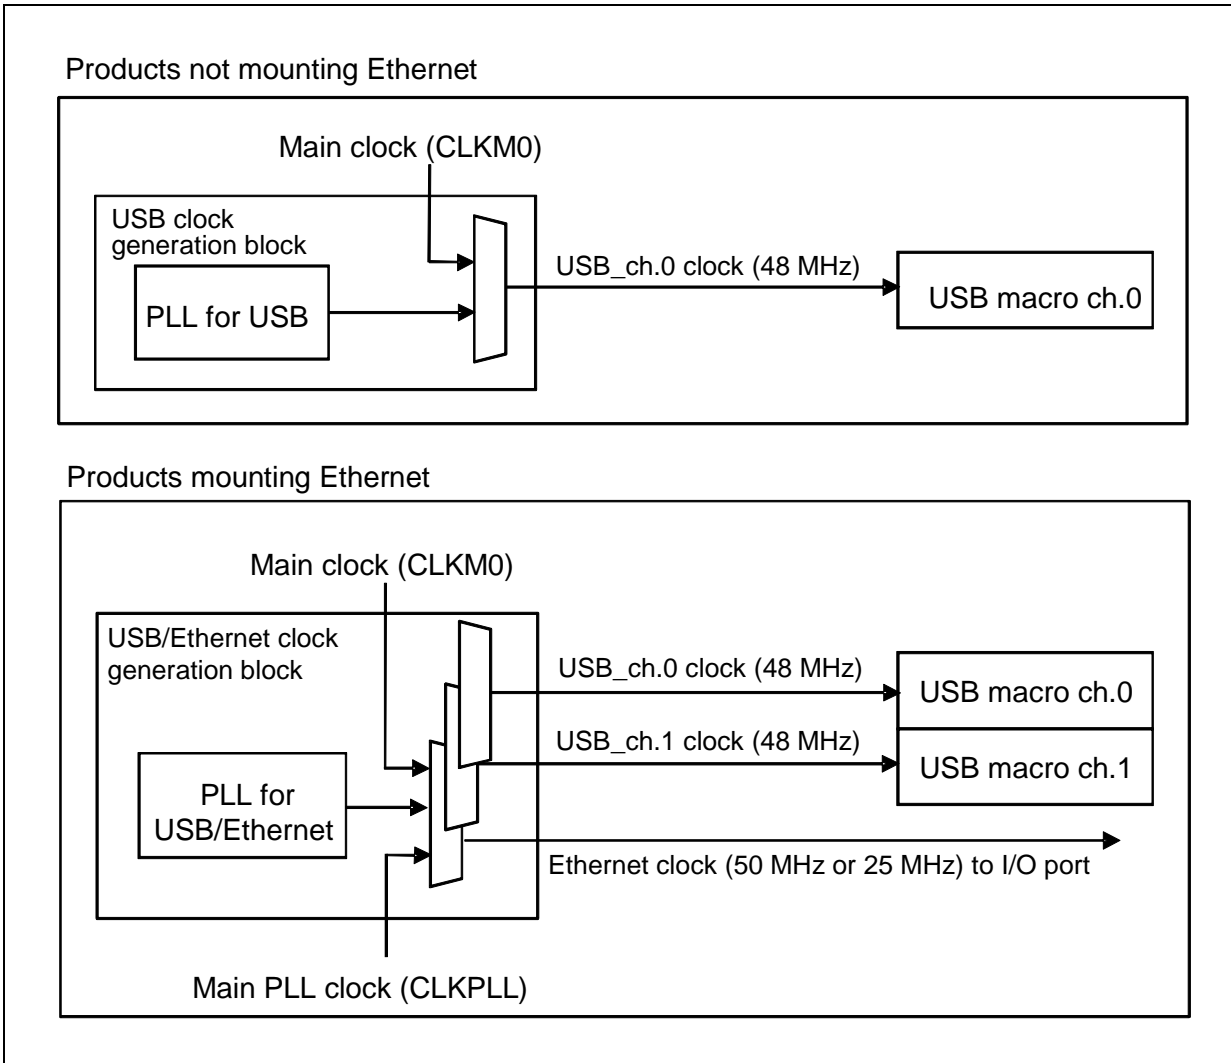 Products not mounting Ethernet
Main clock (CLKM0)
USB clock
generation block
PLL for USB
USB_ch.0 clock (48 MHz)
USB macro ch.0
Products mounting Ethernet
Main clock (CLKM0)
USB/Ethernet clock
generation block
USB_ch.0 clock (48 MHz)
USB macro ch.0
USB_ch.1 clock (48 MHz)
USB macro ch.1
PLL for
USB/Ethernet
Ethernet clock (50 MHz or 25 MHz) to I/O port
Main PLL clock (CLKPLL)